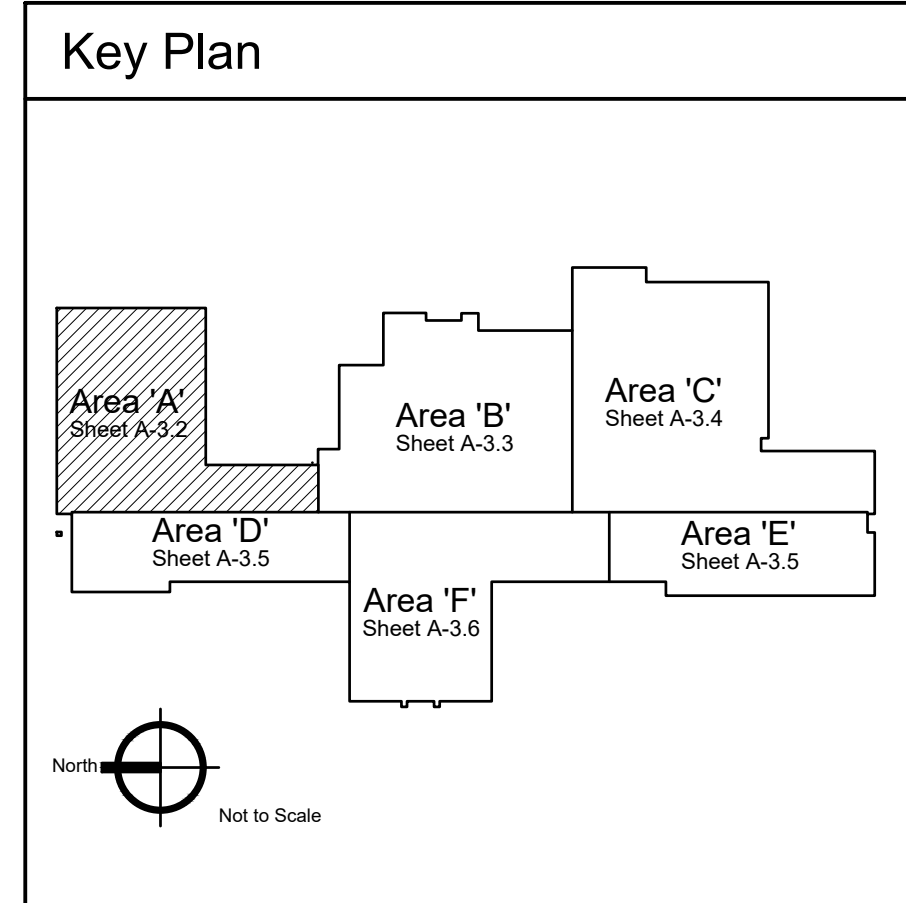 Key Plan
Area 'A'
Sheet A-3.2
Area 'B'
Sheet A-3.3
Area 'C'
Sheet A-3.4
Area 'D'
Sheet A-3.5
Area 'E'
Sheet A-3.5
Area 'F'
Sheet A-3.6
North
Not to Scale